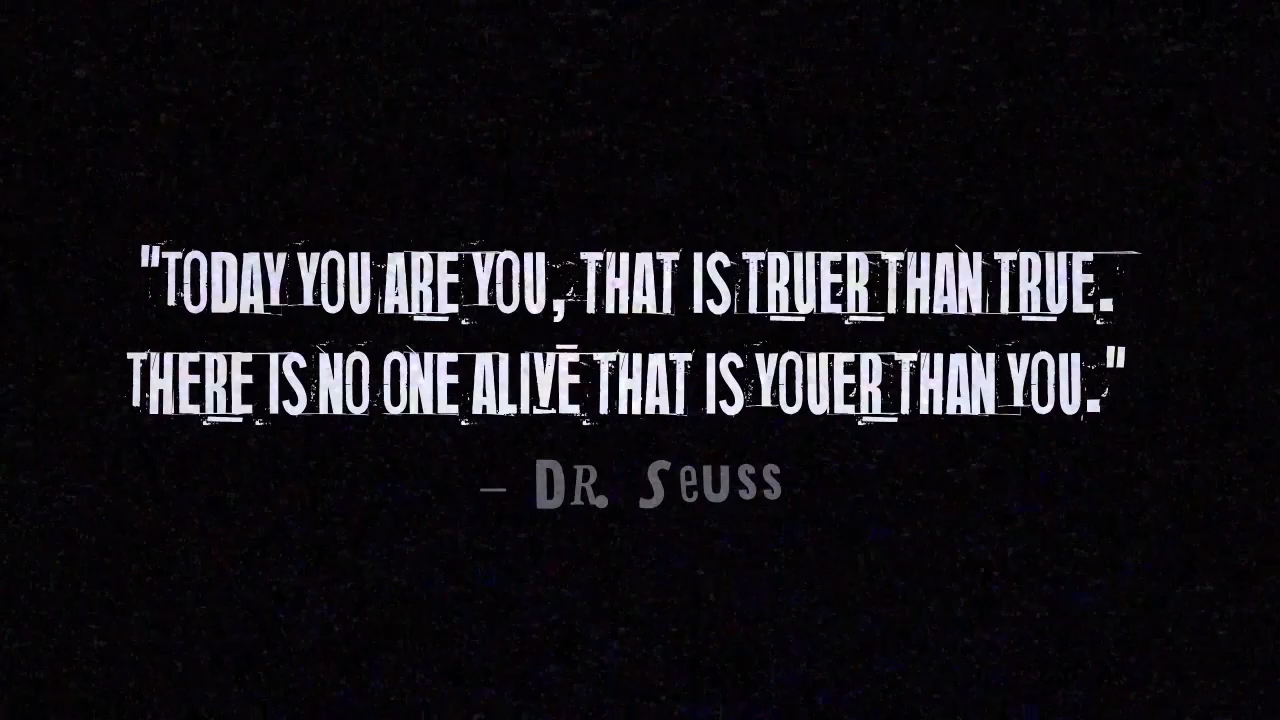 "TODAY YOU ARE YOU, THAT IS TRUER THAN TRUE.
THERE IS NO ONE ALIVE THAT IS YOUER THAN YOU."
– DR. SEUSS